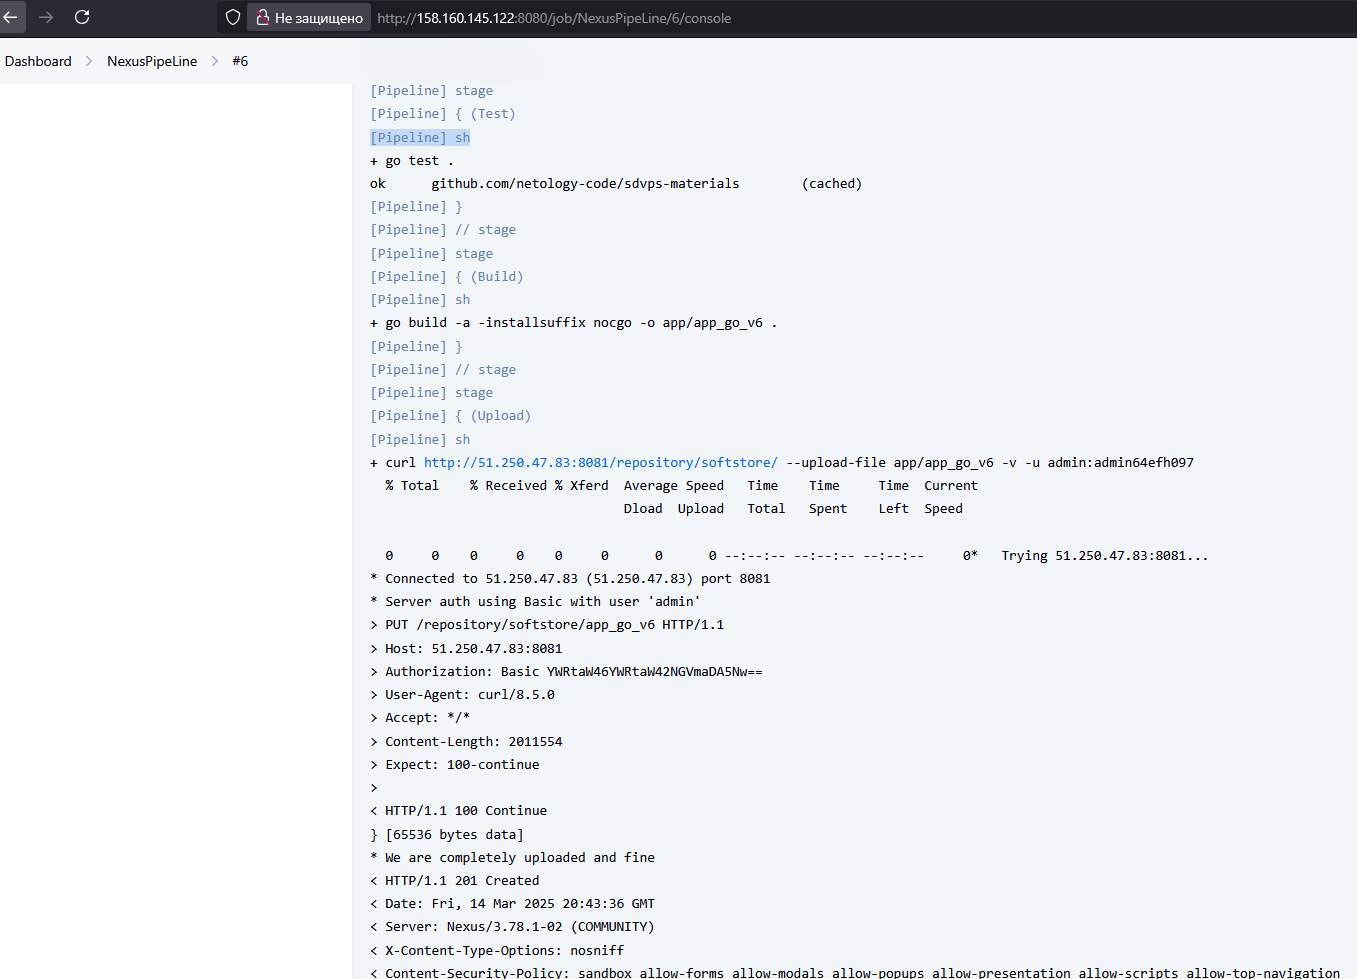 Не защищено http://158.160.145.122:8080/job/NexusPipeLine/6/console
Dashboard > NexusPipeLine > #6
[Pipeline] stage
[Pipeline] { (Test)
[Pipeline] sh
+ go test .
ok github.com/netology-code/sdvps-materials (cached)
[Pipeline] }
[Pipeline] // stage
[Pipeline] stage
[Pipeline] { (Build)
[Pipeline] sh
+ go build -a -installsuffix nocgo -o app/app_go_v6 .
[Pipeline] }
[Pipeline] // stage
[Pipeline] stage
[Pipeline] { (Upload)
[Pipeline] sh
+ curl http://51.250.47.83:8081/repository/softstore/ --upload-file app/app_go_v6 -v -u admin:admin64efh097
% Total % Received % Xferd Average Speed Time Time Time Current
Dload Upload Total Spent Left Speed
0 0 0 0 0 0 0 0 --:--:-- --:--:-- --:--:-- 0* Trying 51.250.47.83:8081...
* Connected to 51.250.47.83 (51.250.47.83) port 8081
* Server auth using Basic with user 'admin'
> PUT /repository/softstore/app_go_v6 HTTP/1.1
> Host: 51.250.47.83:8081
> Authorization: Basic YWRtaW46YWRtaW42NGVmaDA5Nw==
> User-Agent: curl/8.5.0
> Accept: */*
> Content-Length: 2011554
> Expect: 100-continue
>
< HTTP/1.1 100 Continue
} [65536 bytes data]
* We are completely uploaded and fine
< HTTP/1.1 201 Created
< Date: Fri, 14 Mar 2025 20:43:36 GMT
< Server: Nexus/3.78.1-02 (COMMUNITY)
< X-Content-Type-Options: nosniff
< Content-Security-Policy: sandbox allow-forms allow-modals allow-popups allow-presentation allow-scripts allow-top-navigation